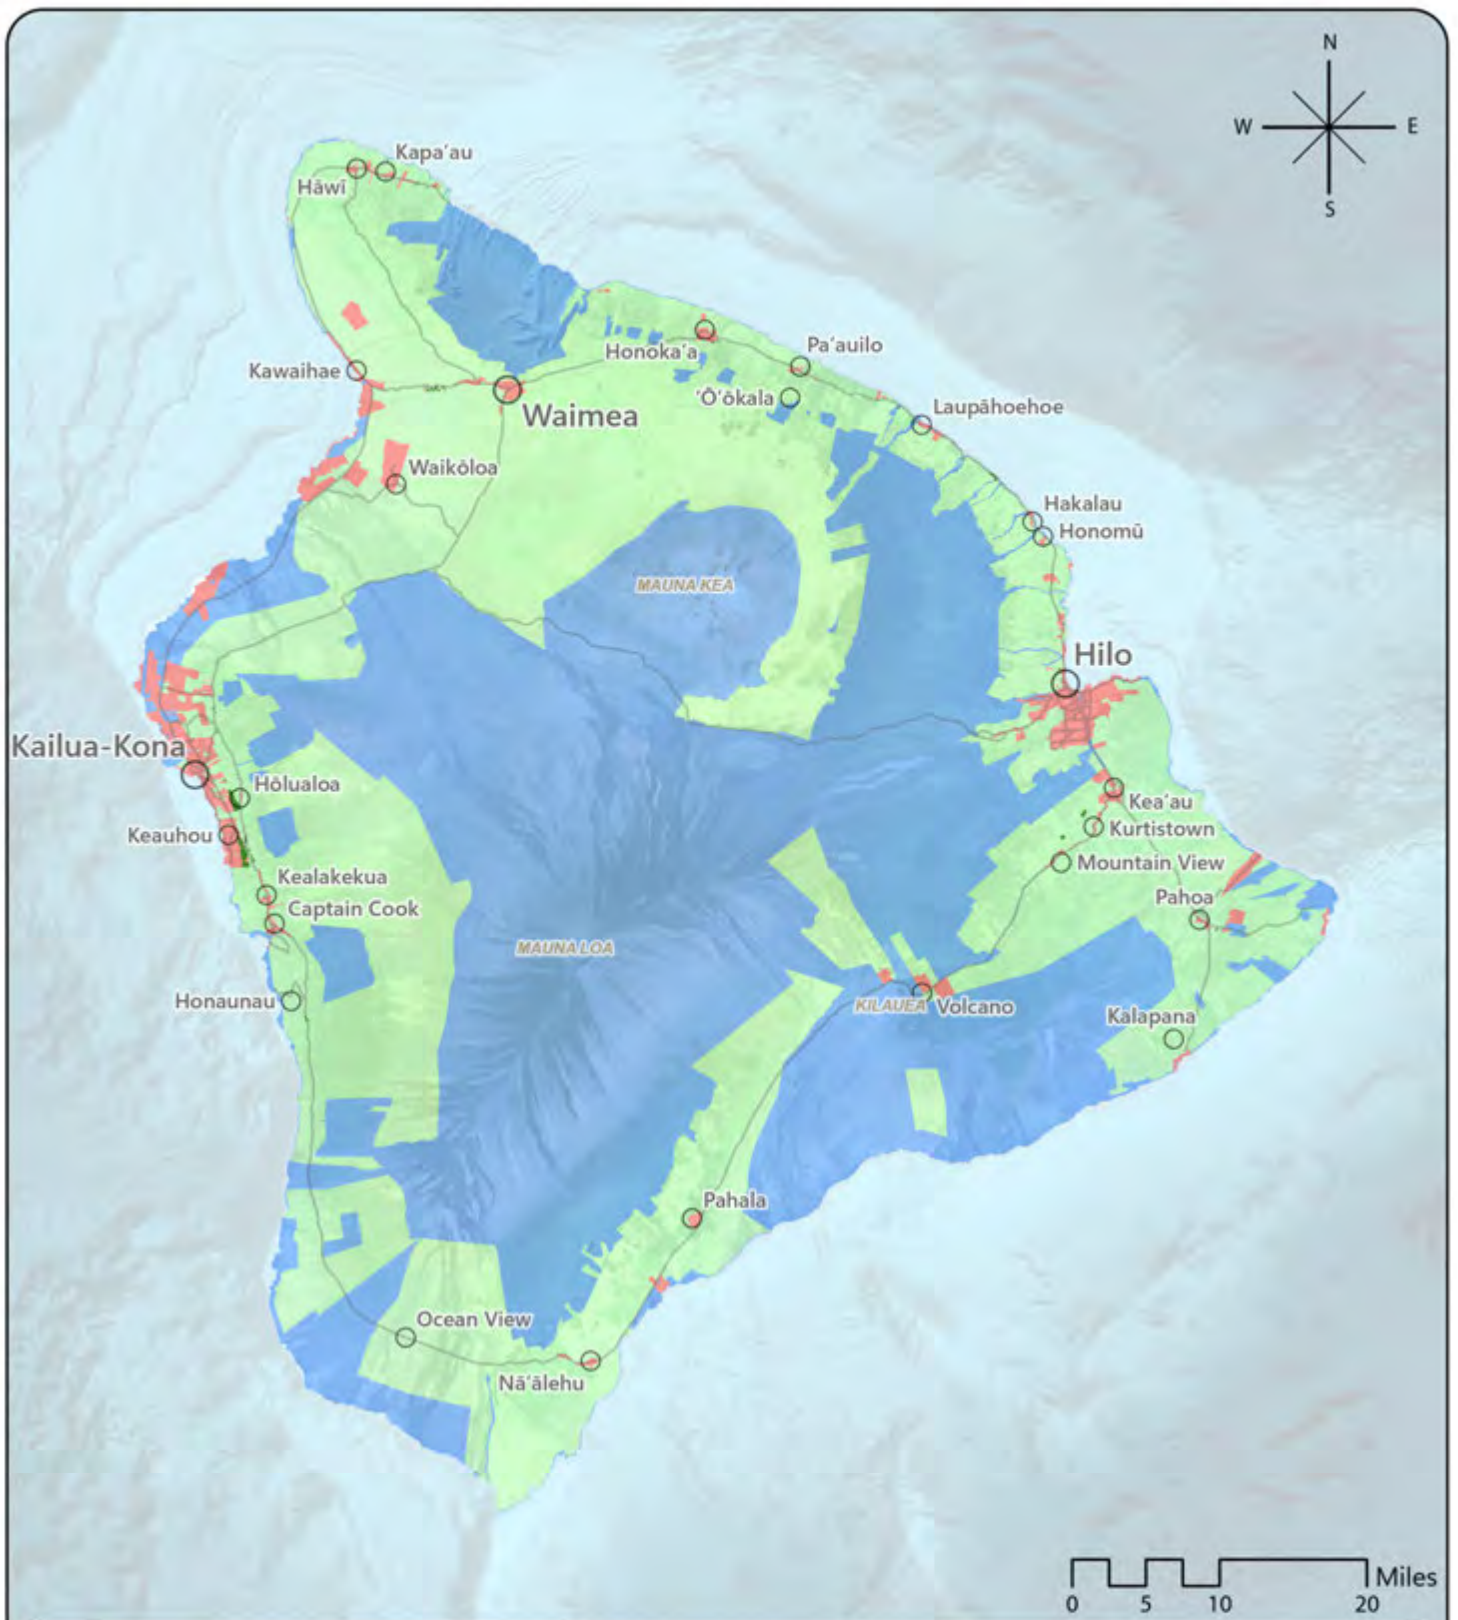 N
W E
S
Kapaʻau
Hāwī
Honokaʻa
Paʻauilo
Kawaihae
ʻŌʻōkala
Laupāhoehoe
Waimea
Waikōloa
Hakalau
Honomū
MAUNA KEA
Hilo
Kailua-Kona
Hōlualoa
Keaʻau
Keauhou
Kurtistown
Mountain View
Kealakekua
Pahoa
Captain Cook
MAUNA LOA
Honaunau
KILAUEA
Volcano
Kalapana
Pahala
Ocean View
Nāʻālehu
Miles
0 5 10 20